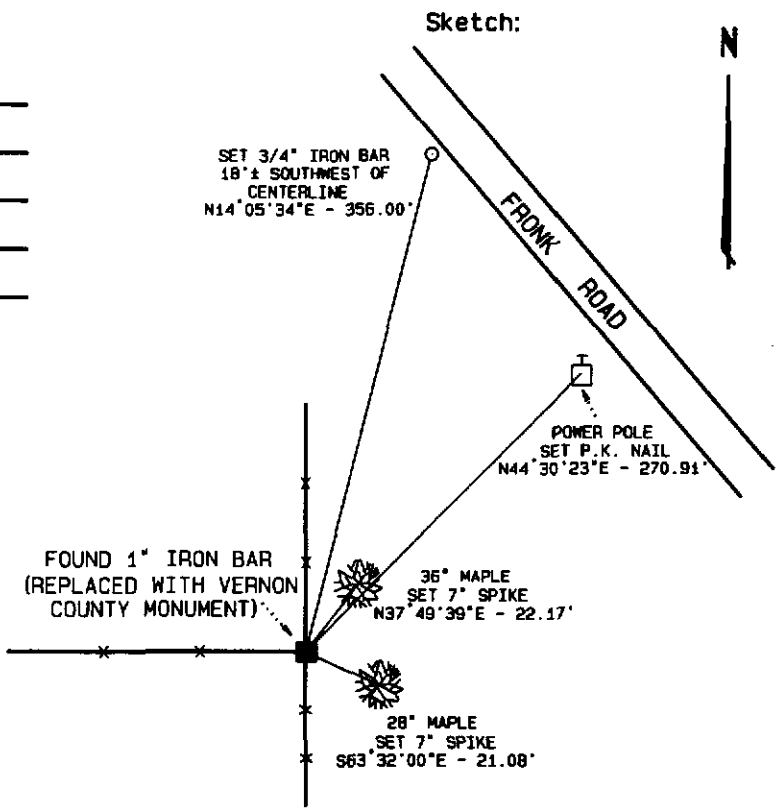 Sketch:
N
SET 3/4" IRON BAR
18'± SOUTHWEST OF
CENTERLINE
N14°05'34"E - 356.00'
FRONK ROAD
POWER POLE
SET P.K. NAIL
N44°30'23"E - 270.91'
FOUND 1" IRON BAR
(REPLACED WITH VERNON
COUNTY MONUMENT)
36" MAPLE
SET 7" SPIKE
N37°49'39"E - 22.17'
28" MAPLE
SET 7" SPIKE
S63°32'00"E - 21.08'